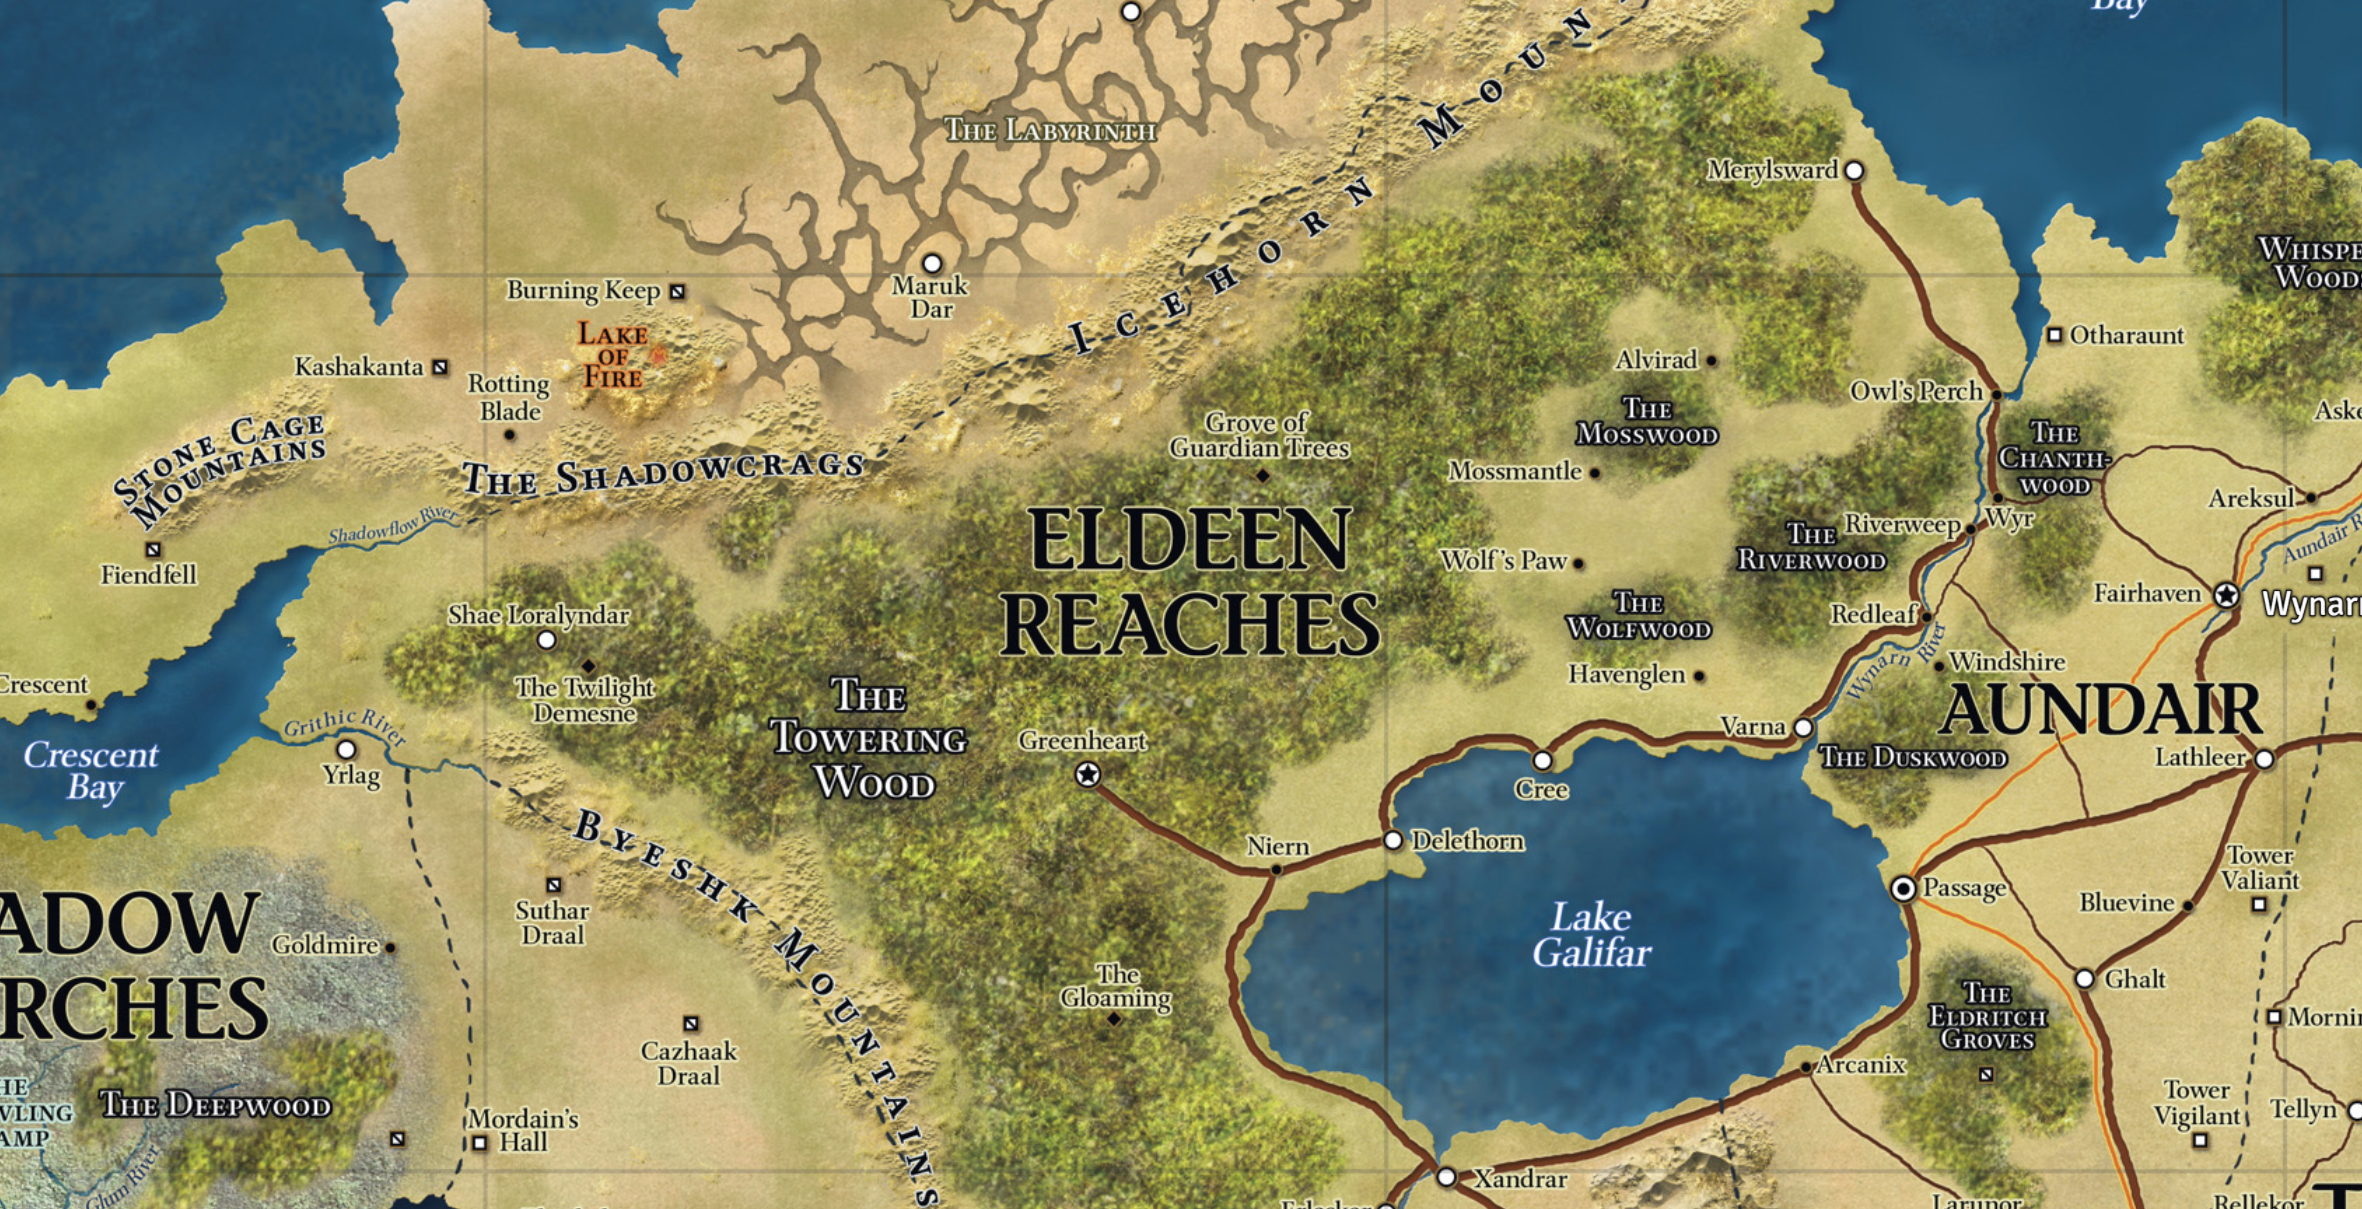 Bay
The Labyrinth
Icehorn Moun
Merylsward
Whispe
Woods
Maruk
Dar
Burning Keep
Lake
of
Fire
Otharaunt
Kashakanta
Rotting
Blade
Alvirad
Owl's Perch
Aske
The
Mosswood
Stone Cage
Mountains
Grove of
Guardian Trees
The
Chanth-
wood
The Shadowcrags
Mossmantle
Areksul
Shadowflow River
Riverweep
Wyr
Eldeen
Reaches
The
Riverwood
Aundair R
Wolf's Paw
Fiendfell
Fairhaven
Wynarn
The
Wolfwood
Shae Loralyndar
Redleaf
Wynarn River
Windshire
Havenglen
The Twilight
Demesne
Crescent
The
Towering
Wood
Aundair
Grithic River
Varna
Greenheart
The Duskwood
Lathleer
Crescent
Bay
Yrlag
Cree
Byeshk Mountains
Niern
Delethorn
Tower
Valiant
Passage
Bluevine
Suthar
Draal
Lake
Galifar
adow
rches
Goldmire
The
Gloaming
Ghalt
The
Eldritch
Groves
Mornin
Cazhaak
Draal
Arcanix
he
wling
amp
The Deepwood
Mordain's
Hall
Tower
Vigilant
Tellyn
Glum River
Xandrar
Larunor
Rellekor